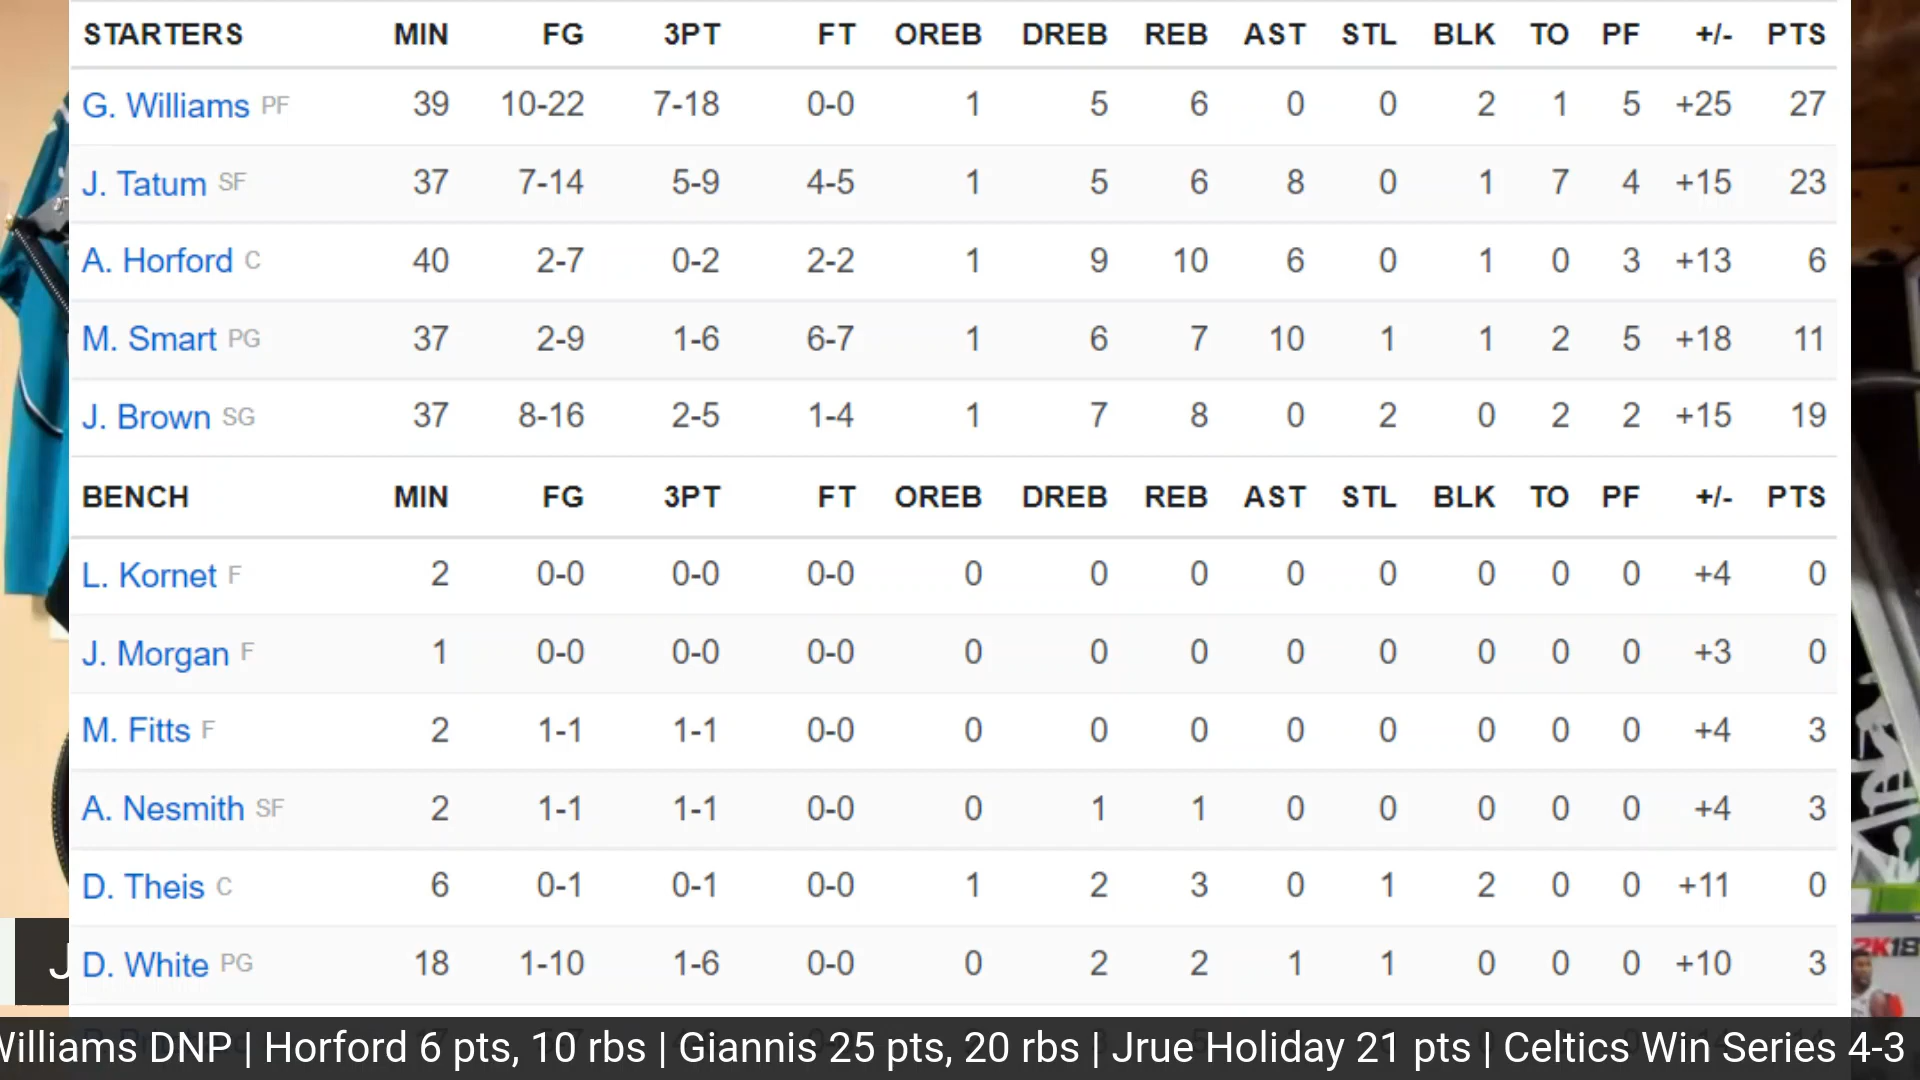 STARTERS MIN FG 3PT FT OREB DREB REB AST STL BLK TO PF +/- PTS
G. Williams PF 39 10-22 7-18 0-0 1 5 6 0 0 2 1 5 +25 27
J. Tatum SF 37 7-14 5-9 4-5 1 5 6 8 0 1 7 4 +15 23
A. Horford C 40 2-7 0-2 2-2 1 9 10 6 0 1 0 3 +13 6
M. Smart PG 37 2-9 1-6 6-7 1 6 7 10 1 1 2 5 +18 11
J. Brown SG 37 8-16 2-5 1-4 1 7 8 0 2 0 2 2 +15 19
BENCH MIN FG 3PT FT OREB DREB REB AST STL BLK TO PF +/- PTS
L. Kornet F 2 0-0 0-0 0-0 0 0 0 0 0 0 0 0 +4 0
J. Morgan F 1 0-0 0-0 0-0 0 0 0 0 0 0 0 0 +3 0
M. Fitts F 2 1-1 1-1 0-0 0 0 0 0 0 0 0 0 +4 3
A. Nesmith SF 2 1-1 1-1 0-0 0 1 1 0 0 0 0 0 +4 3
D. Theis C 6 0-1 0-1 0-0 1 2 3 0 1 2 0 0 +11 0
J
D. White PG 18 1-10 1-6 0-0 0 2 2 1 1 0 0 0 +10 3
2K18
Williams DNP | Horford 6 pts, 10 rbs | Giannis 25 pts, 20 rbs | Jrue Holiday 21 pts | Celtics Win Series 4-3